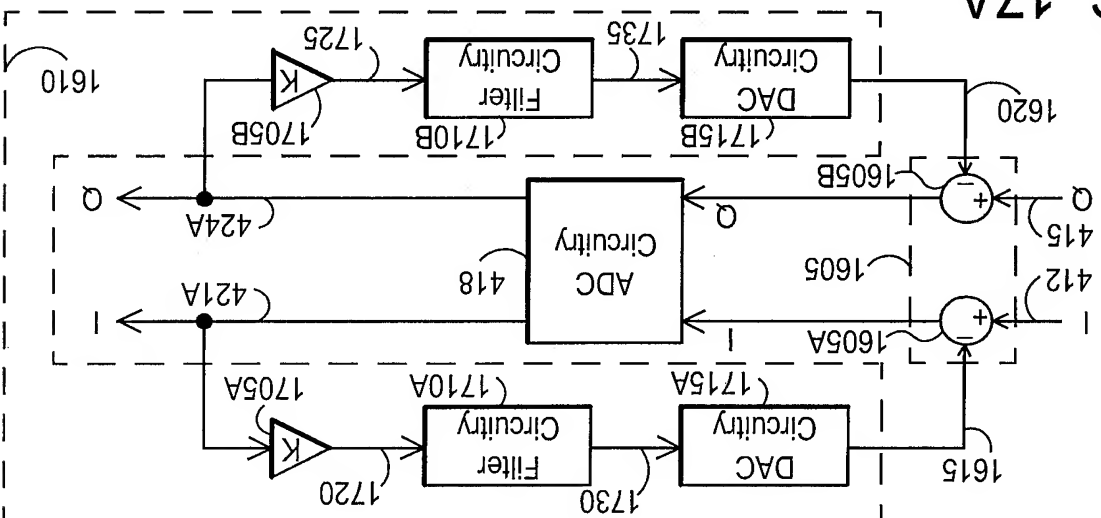 1615
1730
1720
DAC
Circuitry
Filter
Circuitry
K
1715A
1710A
1705A
1605A
I
I
I
412
421A
ADC
Circuitry
418
1605
415
424A
Q
Q
Q
1605B
1715B
1710B
1705B
1620
DAC
Circuitry
Filter
Circuitry
K
1610
1735
1725
17A